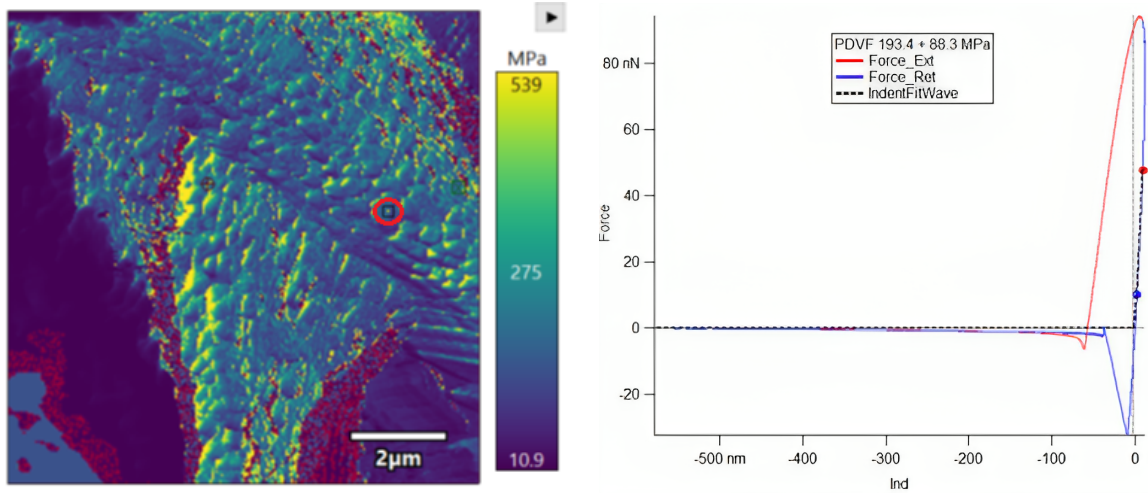 MPa
539
275
10.9
2μm
PDVF 193.4 + 88.3 MPa
Force_Ext
Force_Ret
IndentFitWave
80 nN
60
40
20
0
-20
Force
-500 nm
-400
-300
-200
-100
0
Ind